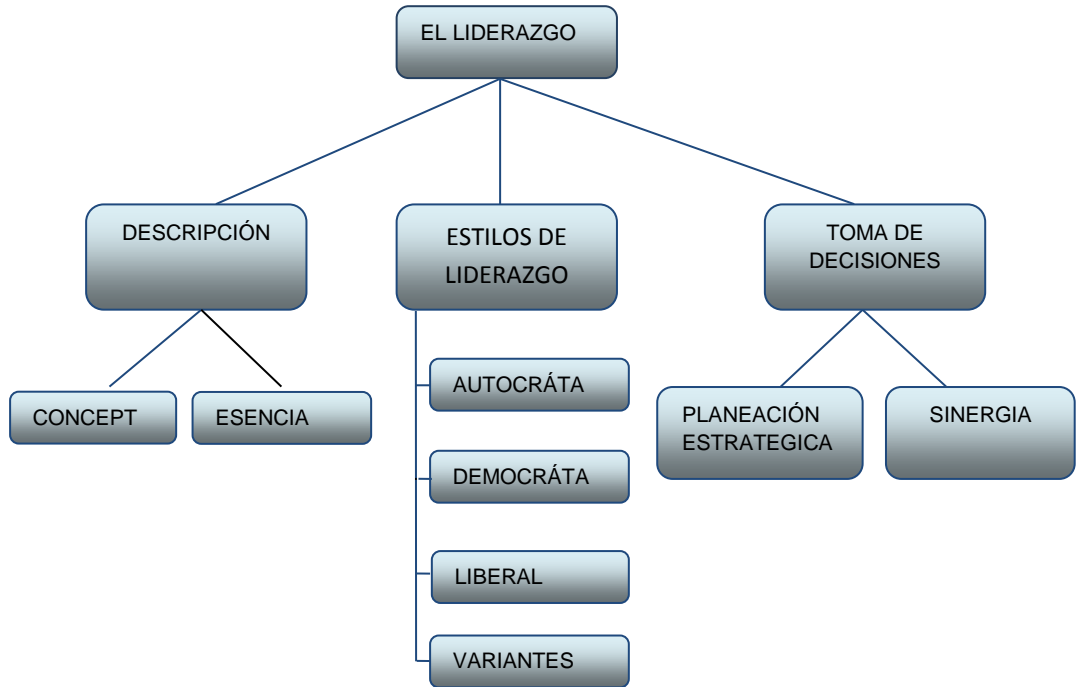 EL LIDERAZGO
DESCRIPCIÓN
ESTILOS DE
LIDERAZGO
TOMA DE
DECISIONES
CONCEPT
ESENCIA
AUTOCRÁTA
DEMOCRÁTA
LIBERAL
VARIANTES
PLANEACIÓN
ESTRATEGICA
SINERGIA